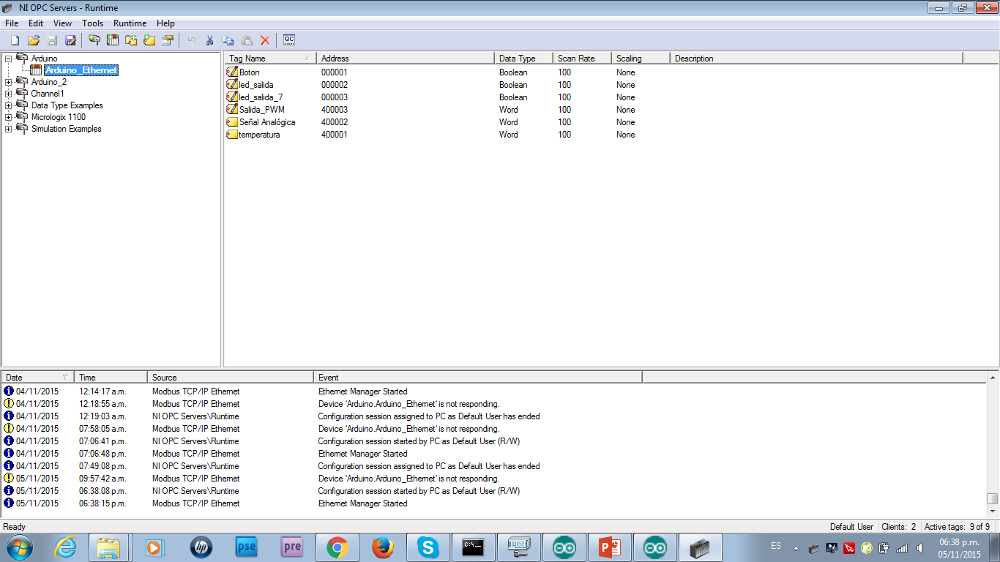 NI OPC Servers - Runtime
File Edit View Tools Runtime Help
QC
Arduino
Arduino_Ethernet
Arduino_2
Channel1
Data Type Examples
Micrologix 1100
Simulation Examples
Tag Name Address Data Type Scan Rate Scaling Description
Boton 000001 Boolean 100 None
led_salida 000002 Boolean 100 None
led_salida_7 000003 Boolean 100 None
Salida_PWM 400003 Word 100 None
Señal Analógica 400002 Word 100 None
temperatura 400001 Word 100 None
Date Time Source Event
04/11/2015 12:14:17 a.m. Modbus TCP/IP Ethernet Ethernet Manager Started
04/11/2015 12:18:55 a.m. Modbus TCP/IP Ethernet Device 'Arduino.Arduino_Ethernet' is not responding.
04/11/2015 12:19:03 a.m. NI OPC Servers\Runtime Configuration session assigned to PC as Default User has ended
04/11/2015 07:58:05 a.m. Modbus TCP/IP Ethernet Device 'Arduino.Arduino_Ethernet' is not responding.
04/11/2015 07:06:41 p.m. NI OPC Servers\Runtime Configuration session started by PC as Default User (R/W)
04/11/2015 07:06:48 p.m. Modbus TCP/IP Ethernet Ethernet Manager Started
04/11/2015 07:49:08 p.m. NI OPC Servers\Runtime Configuration session assigned to PC as Default User has ended
05/11/2015 09:57:42 a.m. Modbus TCP/IP Ethernet Device 'Arduino.Arduino_Ethernet' is not responding.
05/11/2015 06:38:08 p.m. NI OPC Servers\Runtime Configuration session started by PC as Default User (R/W)
05/11/2015 06:38:15 p.m. Modbus TCP/IP Ethernet Ethernet Manager Started
Ready Default User Clients: 2 Active tags: 9 of 9
hp pse pre C:\ ES 06:38 p.m.
05/11/2015